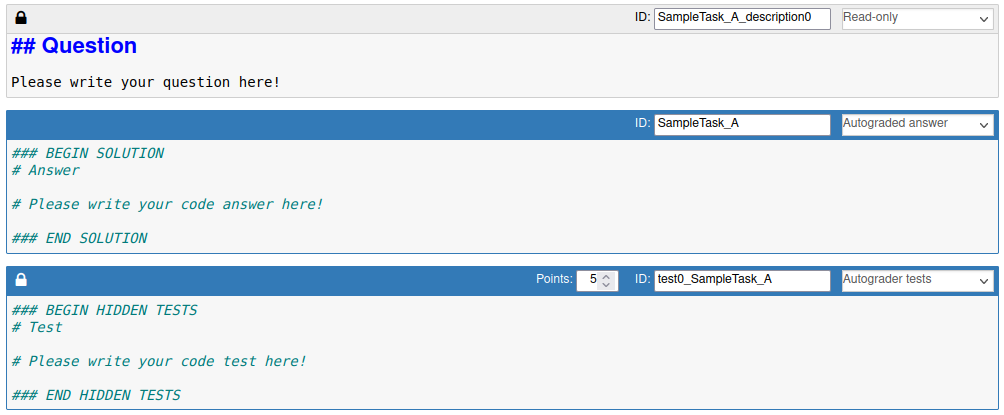 ID: SampleTask_A_description0 Read-only
## Question
Please write your question here!
ID: SampleTask_A Autograded answer
### BEGIN SOLUTION
# Answer
# Please write your code answer here!
### END SOLUTION
Points: 5 ID: test0_SampleTask_A Autograder tests
### BEGIN HIDDEN TESTS
# Test
# Please write your code test here!
### END HIDDEN TESTS